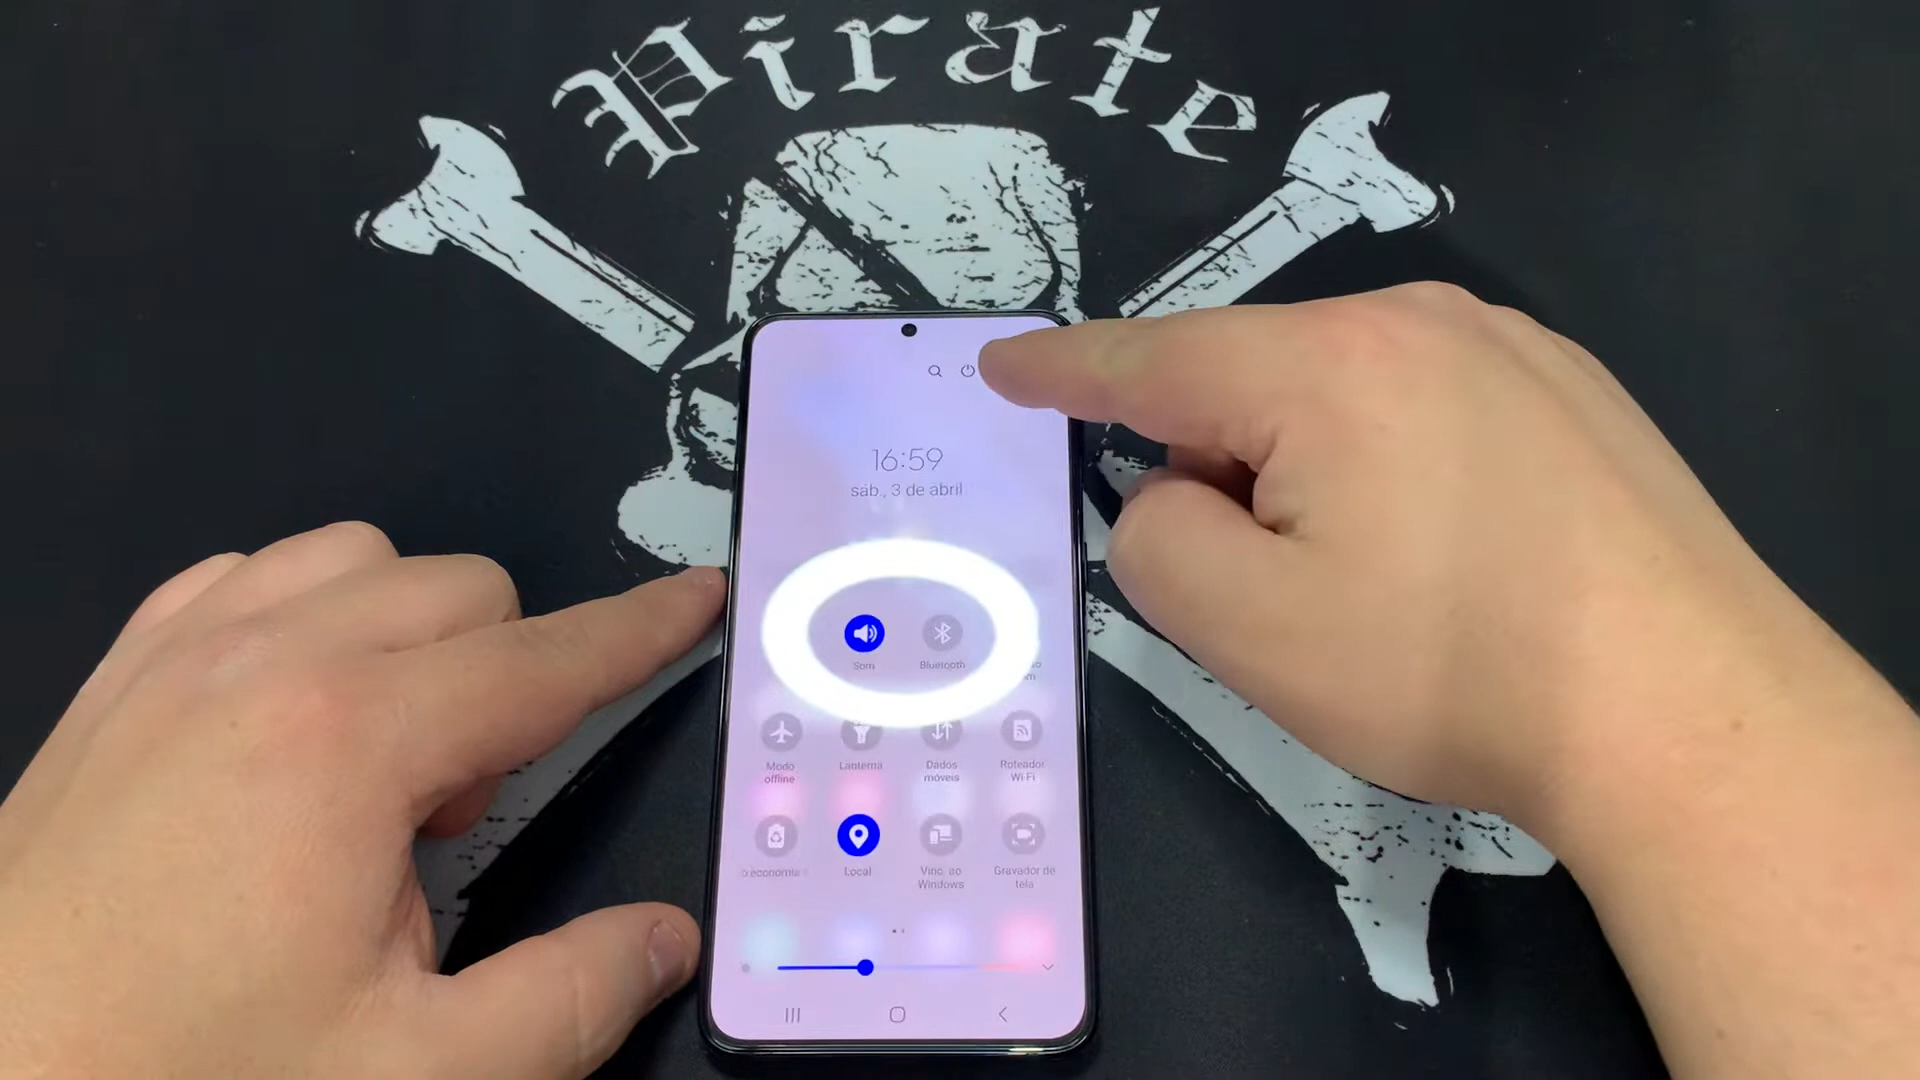 Pirate
16:59
sáb., 3 de abril
Som
Bluetooth
Modo
offline
Lanterna
Dados
móveis
Roteador
Wi-Fi
economia
Local
Vinc. ao
Windows
Gravador de
tela